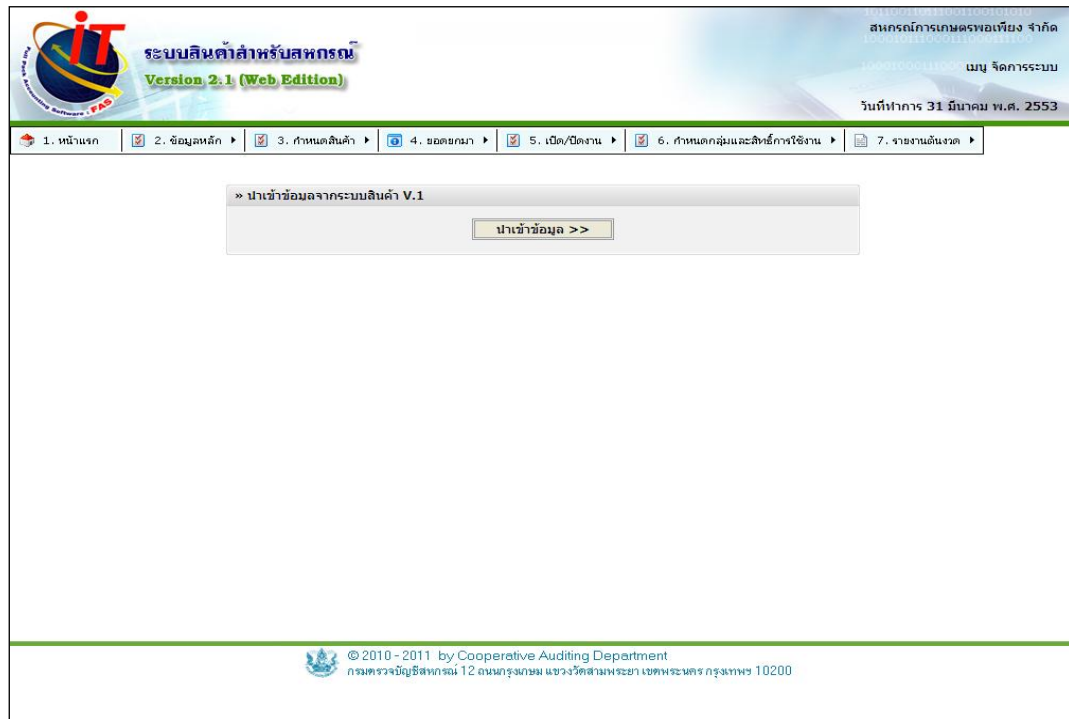 สหกรณ์การเกษตรพอเพียง จำกัด
ระบบสินค้าสำหรับสหกรณ์
เมนู จัดการระบบ
Version 2.1 (Web Edition)
iT
Full Pack Accounting Software : FAS
วันที่ทำการ 31 มีนาคม พ.ศ. 2553
1. หน้าแรก 2. ข้อมูลหลัก 3. กำหนดสินค้า 4. ยอดยกมา 5. เปิด/ปิดงาน 6. กำหนดกลุ่มและสิทธิ์การใช้งาน 7. รายงานต้นงวด
» นำเข้าข้อมูลจากระบบสินค้า V.1
นำเข้าข้อมูล >>
© 2010 - 2011 by Cooperative Auditing Department
กรมตรวจบัญชีสหกรณ์ 12 ถนนกรุงเกษม แขวงวัดสามพระยา เขตพระนคร กรุงเทพฯ 10200